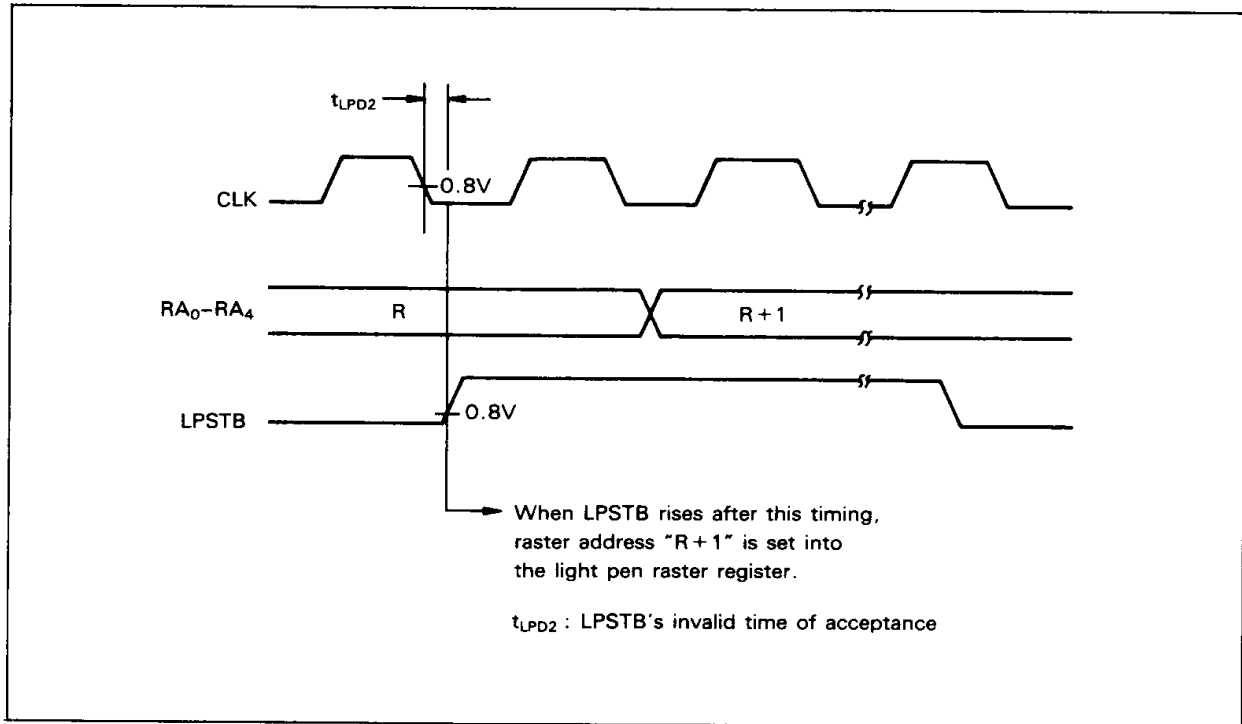 tLPD2
CLK
0.8V
RA0–RA4
R
R+1
LPSTB
0.8V
When LPSTB rises after this timing,
raster address "R+1" is set into
the light pen raster register.
tLPD2 : LPSTB's invalid time of acceptance